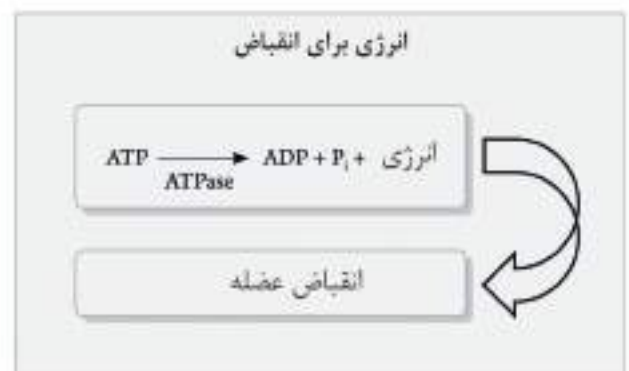 انرژی برای انقباض
ATP → ADP + Pi + انرژی
ATPase
انقباض عضله